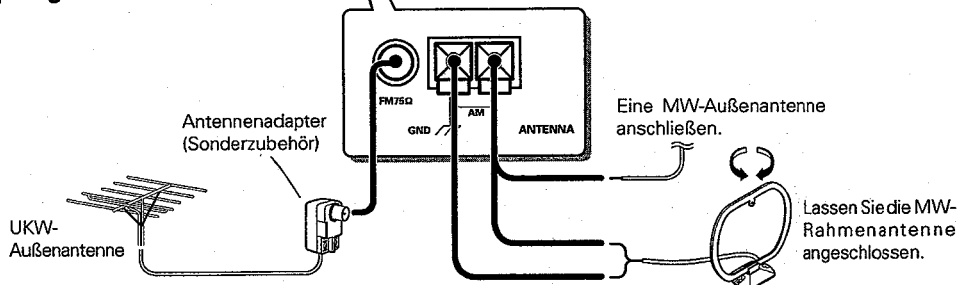 FM75Ω
AM
GND
ANTENNA
Eine MW-Außenantenne
anschließen.
Antennenadapter
(Sonderzubehör)
UKW-
Außenantenne
Lassen Sie die MW-
Rahmenantenne
angeschlossen.